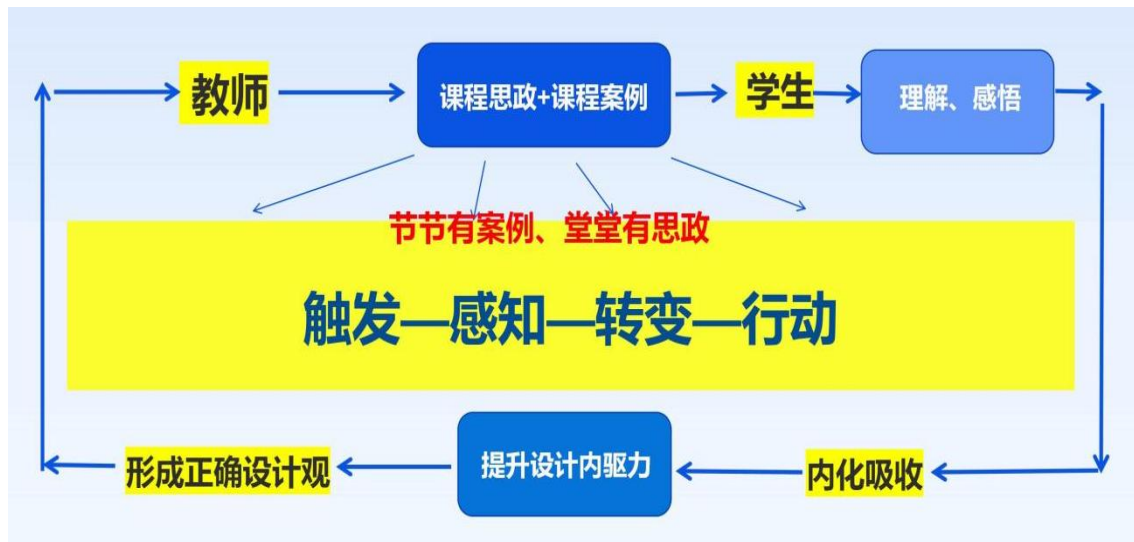 教师
课程思政+课程案例
学生
理解、感悟
节节有案例、堂堂有思政
触发—感知—转变—行动
形成正确设计观
提升设计内驱力
内化吸收